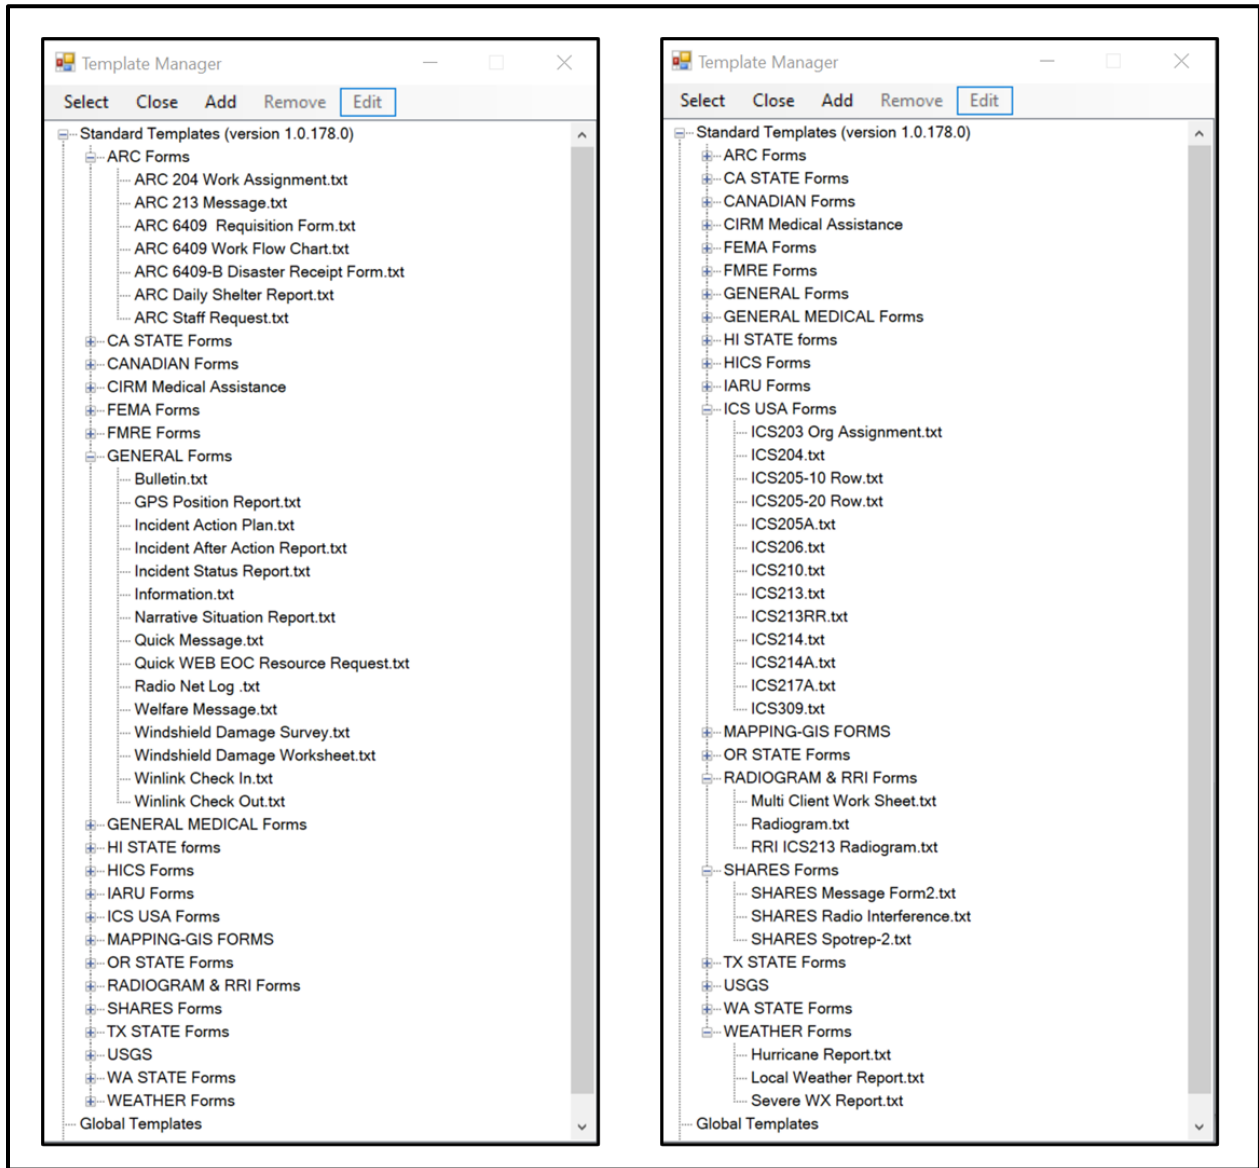 Template Manager
Select Close Add Remove Edit
Standard Templates (version 1.0.178.0)
ARC Forms
ARC 204 Work Assignment.txt
ARC 213 Message.txt
ARC 6409  Requisition Form.txt
ARC 6409 Work Flow Chart.txt
ARC 6409-B Disaster Receipt Form.txt
ARC Daily Shelter Report.txt
ARC Staff Request.txt
CA STATE Forms
CANADIAN Forms
CIRM Medical Assistance
FEMA Forms
FMRE Forms
GENERAL Forms
Bulletin.txt
GPS Position Report.txt
Incident Action Plan.txt
Incident After Action Report.txt
Incident Status Report.txt
Information.txt
Narrative Situation Report.txt
Quick Message.txt
Quick WEB EOC Resource Request.txt
Radio Net Log .txt
Welfare Message.txt
Windshield Damage Survey.txt
Windshield Damage Worksheet.txt
Winlink Check In.txt
Winlink Check Out.txt
GENERAL MEDICAL Forms
HI STATE forms
HICS Forms
IARU Forms
ICS USA Forms
MAPPING-GIS FORMS
OR STATE Forms
RADIOGRAM & RRI Forms
SHARES Forms
TX STATE Forms
USGS
WA STATE Forms
WEATHER Forms
Global Templates
Template Manager
Select Close Add Remove Edit
Standard Templates (version 1.0.178.0)
ARC Forms
CA STATE Forms
CANADIAN Forms
CIRM Medical Assistance
FEMA Forms
FMRE Forms
GENERAL Forms
GENERAL MEDICAL Forms
HI STATE forms
HICS Forms
IARU Forms
ICS USA Forms
ICS203 Org Assignment.txt
ICS204.txt
ICS205-10 Row.txt
ICS205-20 Row.txt
ICS205A.txt
ICS206.txt
ICS210.txt
ICS213.txt
ICS213RR.txt
ICS214.txt
ICS214A.txt
ICS217A.txt
ICS309.txt
MAPPING-GIS FORMS
OR STATE Forms
RADIOGRAM & RRI Forms
Multi Client Work Sheet.txt
Radiogram.txt
RRI ICS213 Radiogram.txt
SHARES Forms
SHARES Message Form2.txt
SHARES Radio Interference.txt
SHARES Spotrep-2.txt
TX STATE Forms
USGS
WA STATE Forms
WEATHER Forms
Hurricane Report.txt
Local Weather Report.txt
Severe WX Report.txt
Global Templates